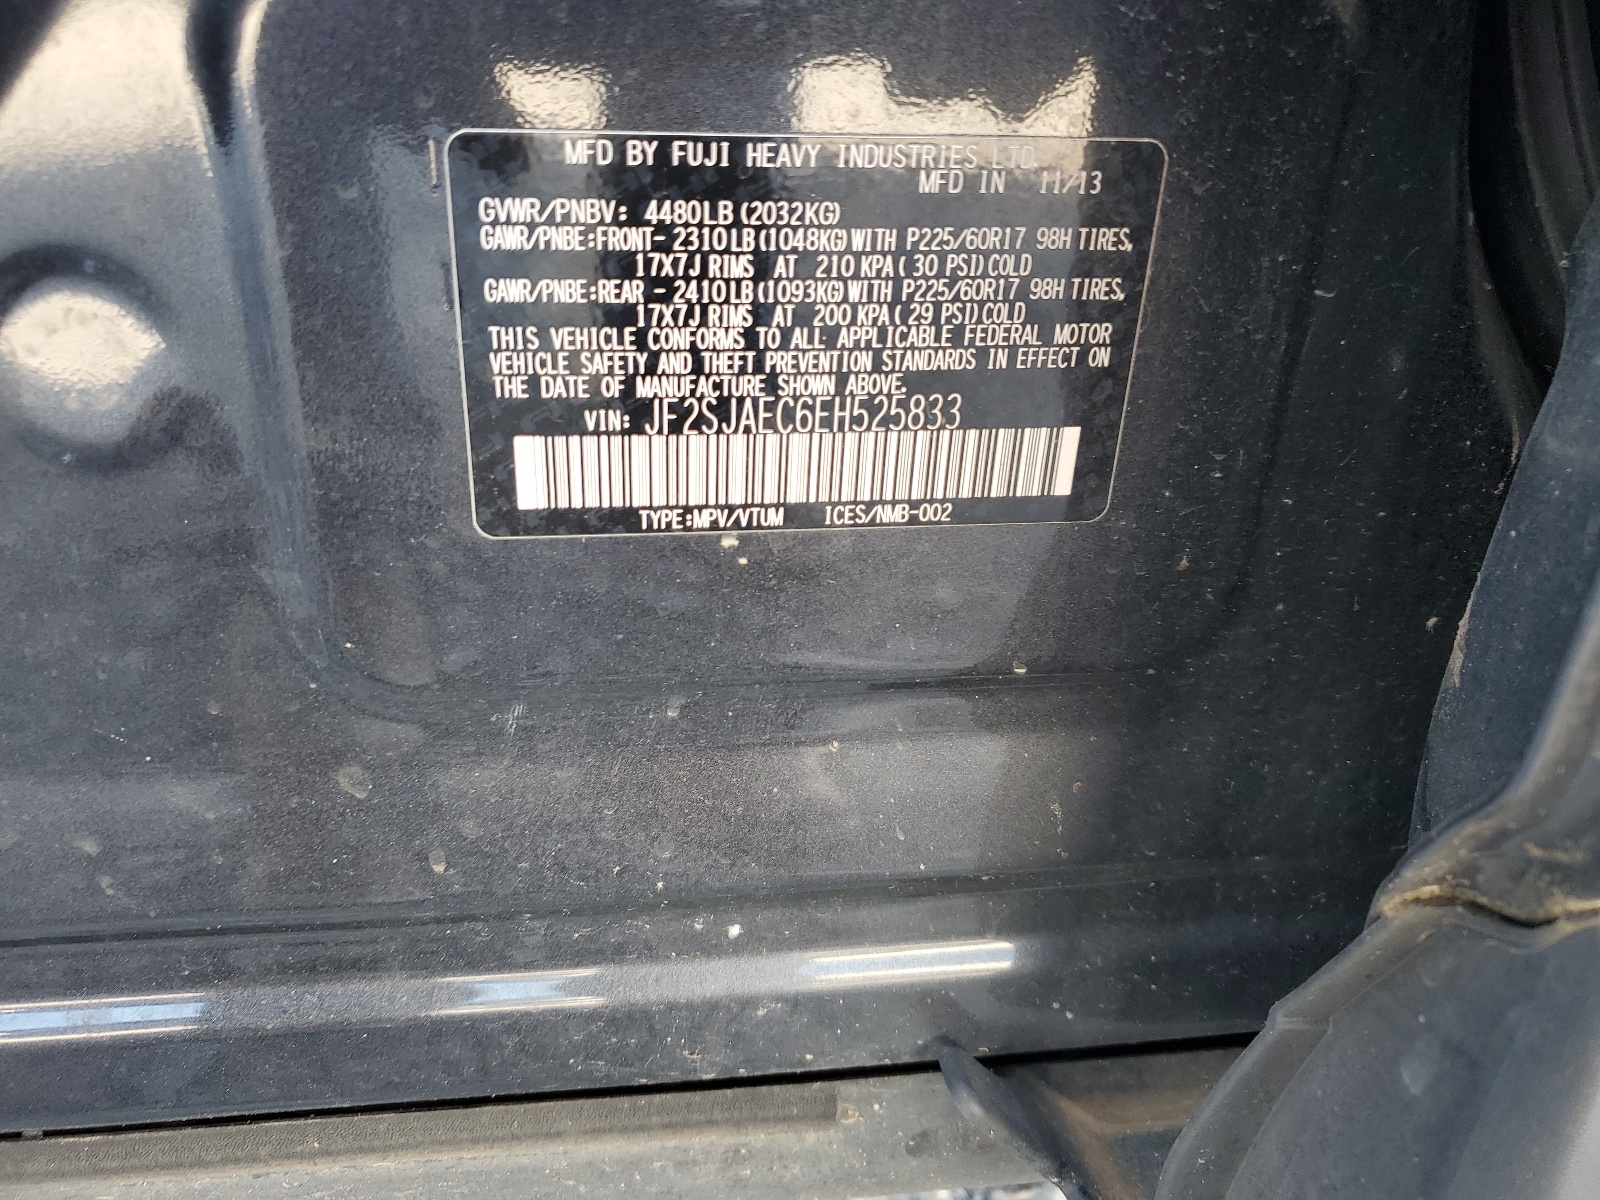 MFD BY FUJI HEAVY INDUSTRIES LTD.
MFD IN 11/13
GVWR/PNBV: 4480LB (2032KG)
GAWR/PNBE:FRONT- 2310LB (1048KG) WITH P225/60R17 98H TIRES,
17X7J RIMS AT 210 KPA ( 30 PSI) COLD
GAWR/PNBE:REAR - 2410LB (1093KG) WITH P225/60R17 98H TIRES,
17X7J RIMS AT 200 KPA ( 29 PSI) COLD
THIS VEHICLE CONFORMS TO ALL APPLICABLE FEDERAL MOTOR
VEHICLE SAFETY AND THEFT PREVENTION STANDARDS IN EFFECT ON
THE DATE OF MANUFACTURE SHOWN ABOVE.
VIN: JF2SJAEC6EH525833
TYPE:MPV/VTUM ICES/NMB-002